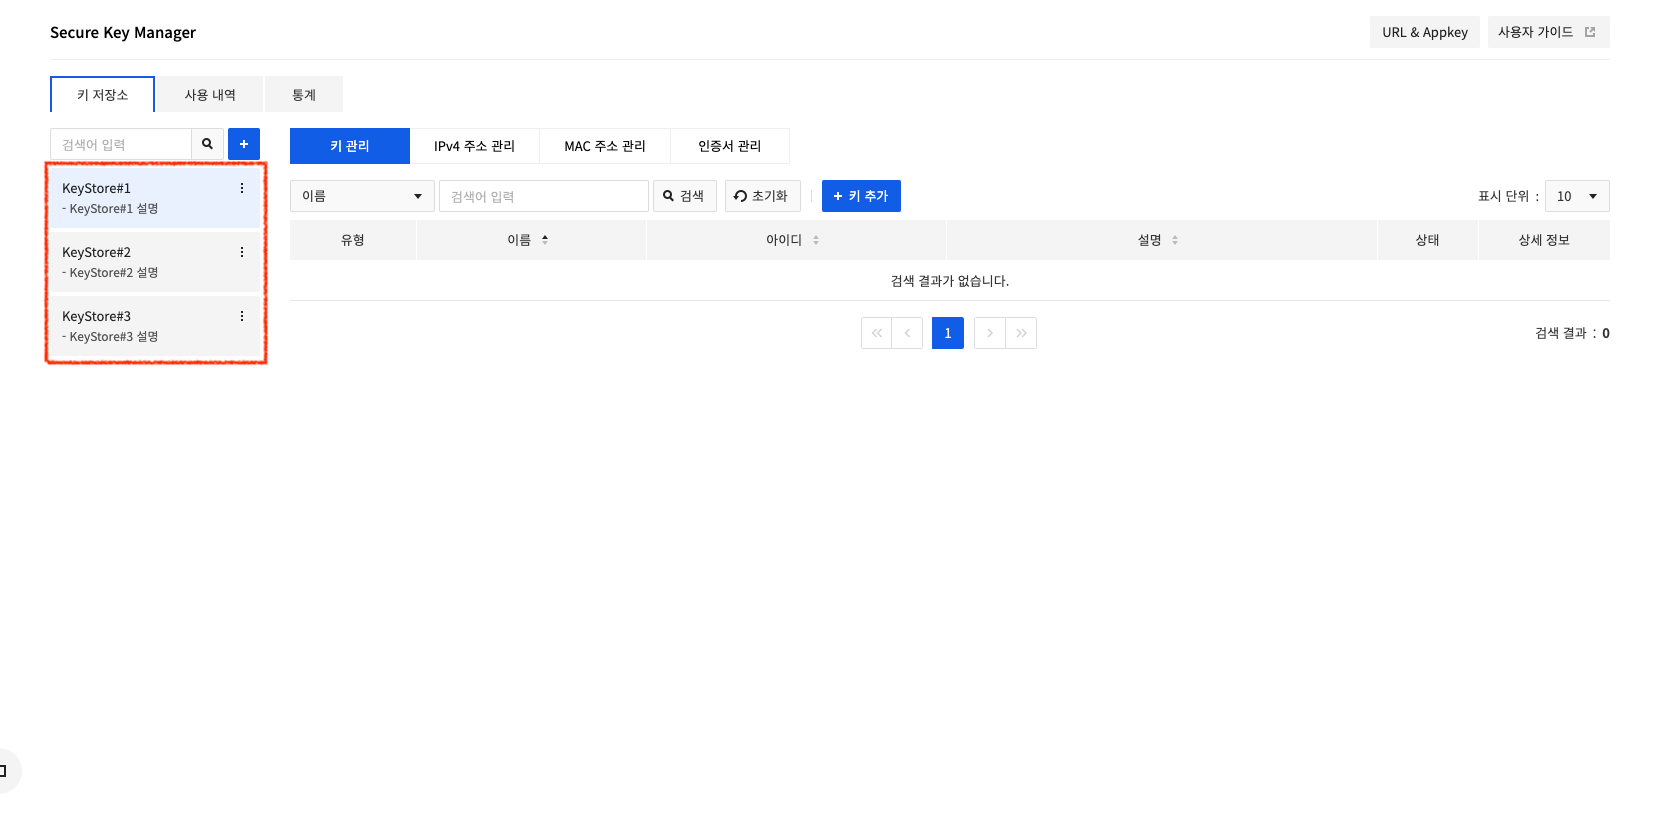 Secure Key Manager
URL & Appkey
사용자 가이드
키 저장소
사용 내역
통계
검색어 입력
KeyStore#1
- KeyStore#1 설명
KeyStore#2
- KeyStore#2 설명
KeyStore#3
- KeyStore#3 설명
키 관리
IPv4 주소 관리
MAC 주소 관리
인증서 관리
이름
검색어 입력
검색
초기화
+ 키 추가
표시 단위 :
10
유형
이름
아이디
설명
상태
상세 정보
검색 결과가 없습니다.
1
검색 결과 : 0